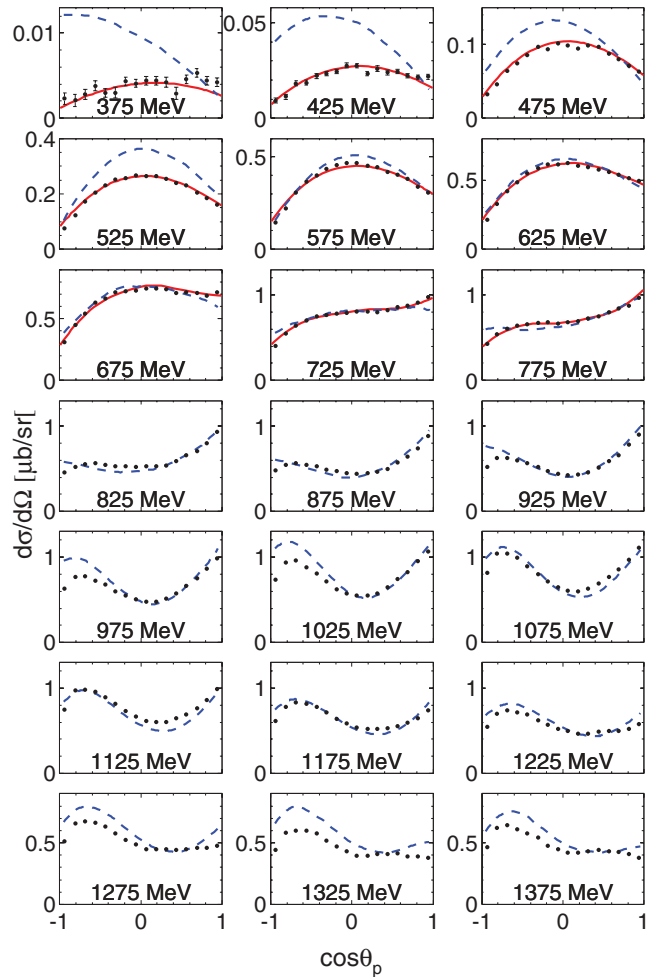 0.01
0
375 MeV
0.05
0
425 MeV
0.1
0
475 MeV
0.4
0.2
0
525 MeV
0.5
0
575 MeV
0.5
0
625 MeV
0.5
0
675 MeV
1
0
725 MeV
1
0
775 MeV
dσ/dΩ [μb/sr[
1
0
825 MeV
1
0
875 MeV
1
0
925 MeV
1
0
975 MeV
1
0
1025 MeV
1
0
1075 MeV
1
0
1125 MeV
1
0
1175 MeV
1
0
1225 MeV
0.5
0
1275 MeV
0.5
0
1325 MeV
0.5
0
1375 MeV
-1 0 1 -1 0 1 -1 0 1
cosθp